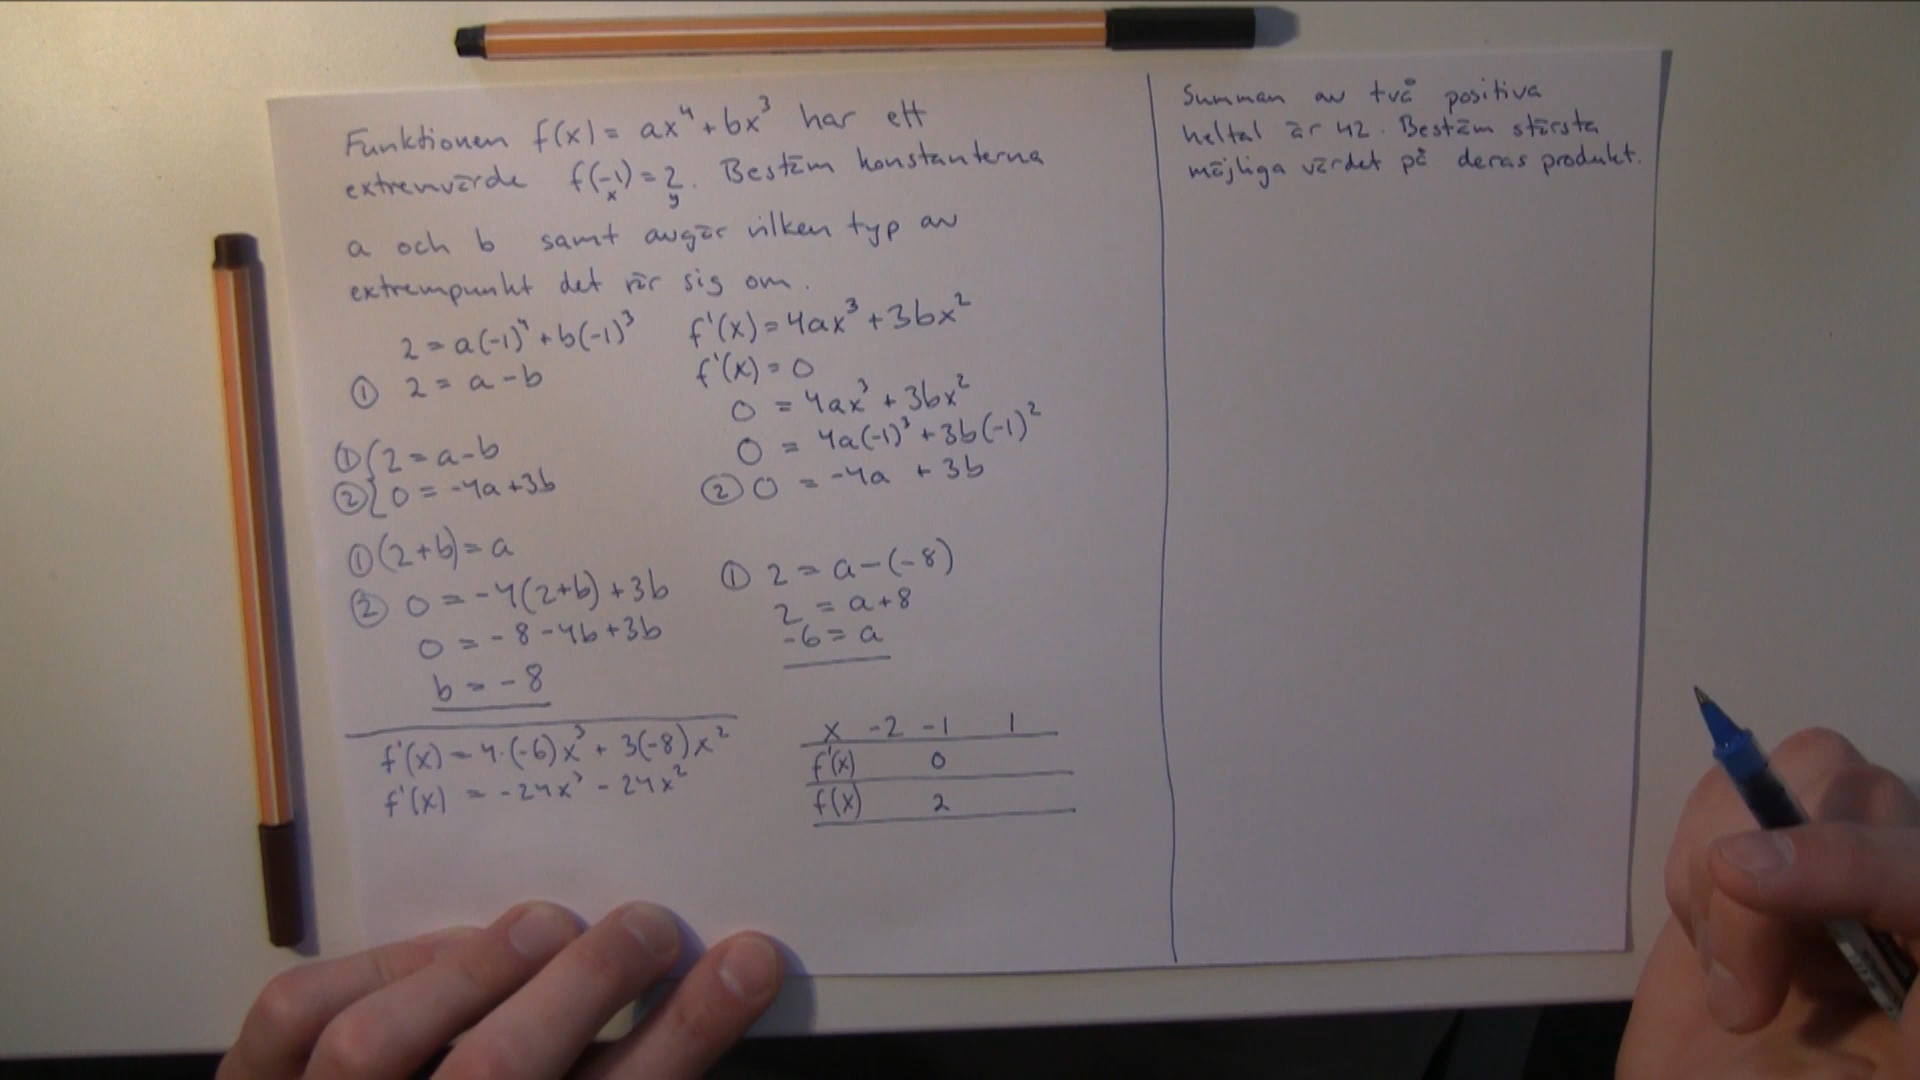 Funktionen f(x) = ax⁴ + bx³ har ett
extremvärde f(-1) = 2. Bestäm konstanterna
x y
a och b samt avgör vilken typ av
extrempunkt det rör sig om.
2 = a(-1)⁴ + b(-1)³
① 2 = a - b
f'(x) = 4ax³ + 3bx²
f'(x) = 0
0 = 4ax³ + 3bx²
0 = 4a(-1)³ + 3b(-1)²
② 0 = -4a + 3b
① { 2 = a - b
② { 0 = -4a + 3b
① (2+b) = a
② 0 = -4(2+b) + 3b
0 = -8 - 4b + 3b
b = -8
① 2 = a - (-8)
2 = a + 8
-6 = a
f'(x) = 4·(-6)x³ + 3(-8)x²
f'(x) = -24x³ - 24x²
x -2 -1 1
f'(x) 0
f(x) 2
Summan av två positiva
heltal är 42. Bestäm största
möjliga värdet på deras produkt.